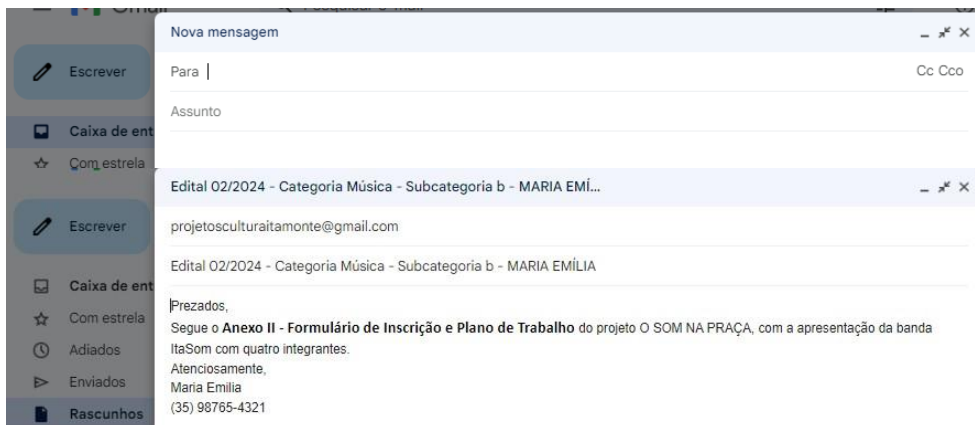 Nova mensagem
Escrever
Para
Cc Cco
Assunto
Caixa de ent
Com estrela
Edital 02/2024 - Categoria Música - Subcategoria b - MARIA EMÍ...
Escrever
projetosculturaitamonte@gmail.com
Edital 02/2024 - Categoria Música - Subcategoria b - MARIA EMÍLIA
Caixa de ent
Com estrela
Adiados
Enviados
Rascunhos
Prezados,
Segue o Anexo II - Formulário de Inscrição e Plano de Trabalho do projeto O SOM NA PRAÇA, com a apresentação da banda
ItaSom com quatro integrantes.
Atenciosamente,
Maria Emilia
(35) 98765-4321